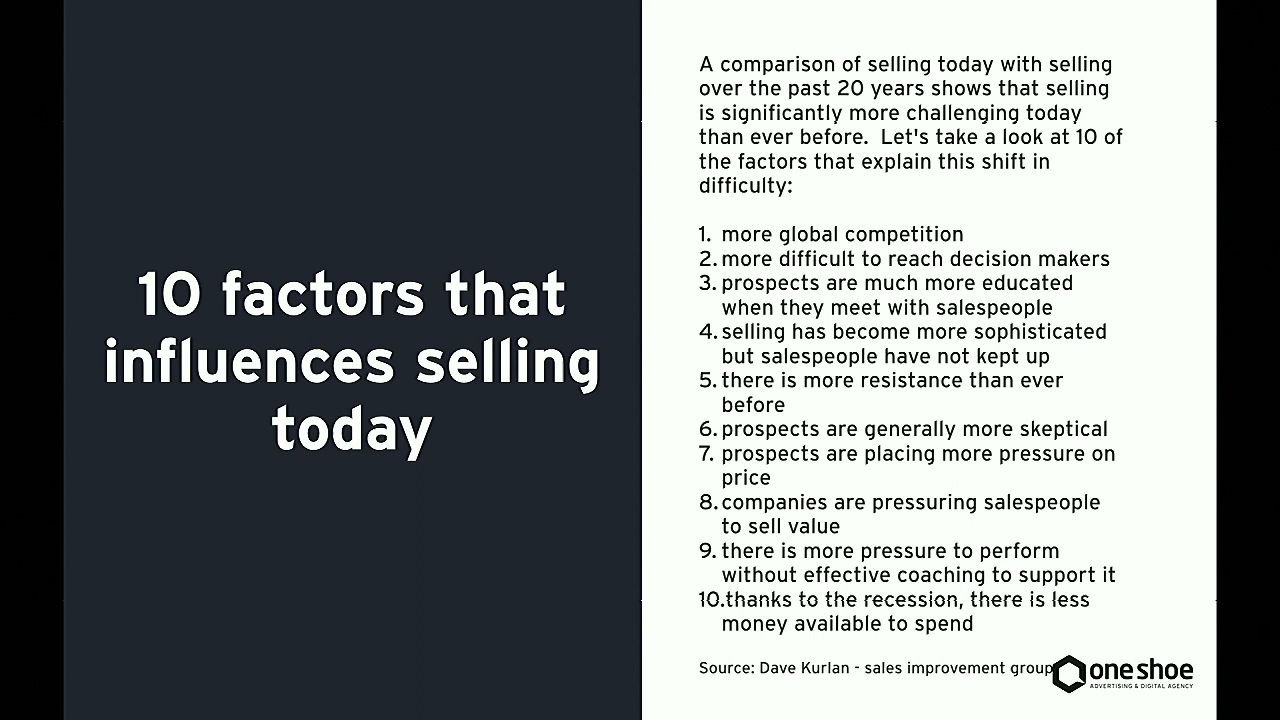 10 factors that
influences selling
today
A comparison of selling today with selling
over the past 20 years shows that selling
is significantly more challenging today
than ever before.  Let's take a look at 10 of
the factors that explain this shift in
difficulty:
1. more global competition
2. more difficult to reach decision makers
3. prospects are much more educated
when they meet with salespeople
4. selling has become more sophisticated
but salespeople have not kept up
5. there is more resistance than ever
before
6. prospects are generally more skeptical
7. prospects are placing more pressure on
price
8. companies are pressuring salespeople
to sell value
9. there is more pressure to perform
without effective coaching to support it
10.thanks to the recession, there is less
money available to spend
Source: Dave Kurlan - sales improvement group
oneshoe
ADVERTISING & DIGITAL AGENCY